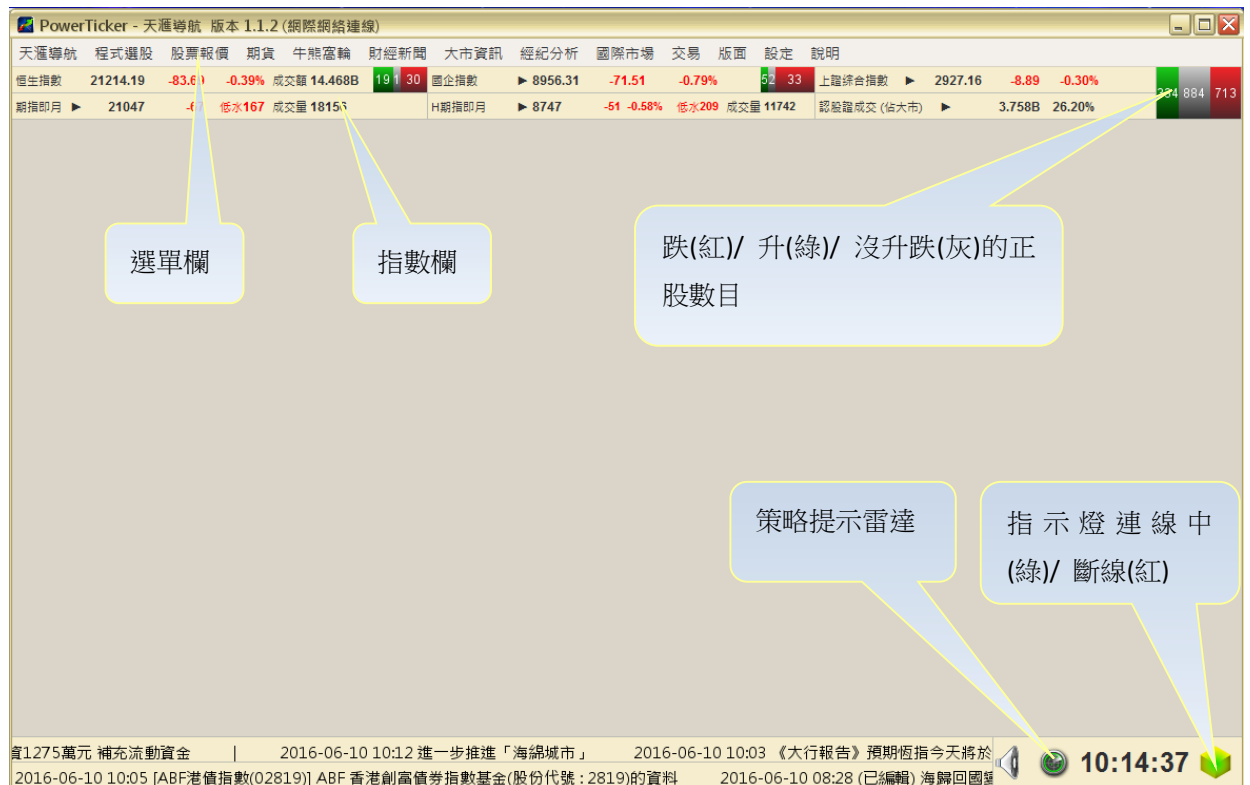 PowerTicker - 天滙導航 版本 1.1.2 (網際網絡連線)
天滙導航 程式選股 股票報價 期貨 牛熊窩輪 財經新聞 大市資訊 經紀分析 國際市場 交易 版面 設定 說明
恒生指數 21214.19 -83.69 -0.39% 成交額 14.468B 19 1 30 國企指數 ▶ 8956.31 -71.51 -0.79% 5 2 33 上證綜合指數 ▶ 2927.16 -8.89 -0.30%
884 713
期指即月 ▶ 21047 -67 低水167 成交量 18156 H期指即月 ▶ 8747 -51 -0.58% 低水209 成交量 11742 認股證成交 (佔大市) ▶ 3.758B 26.20%
選單欄
指數欄
跌(紅)/ 升(綠)/ 沒升跌(灰)的正
股數目
策略提示雷達
指示燈連線中
(綠)/ 斷線(紅)
1275萬元 補充流動資金 | 2016-06-10 10:12 進一步推進「海綿城市」 2016-06-10 10:03 《大行報告》預期恆指今天將於
2016-06-10 10:05 [ABF港債指數(02819)] ABF 香港創富債券指數基金(股份代號 : 2819)的資料 2016-06-10 08:28 (已編輯) 海歸回國
10:14:37